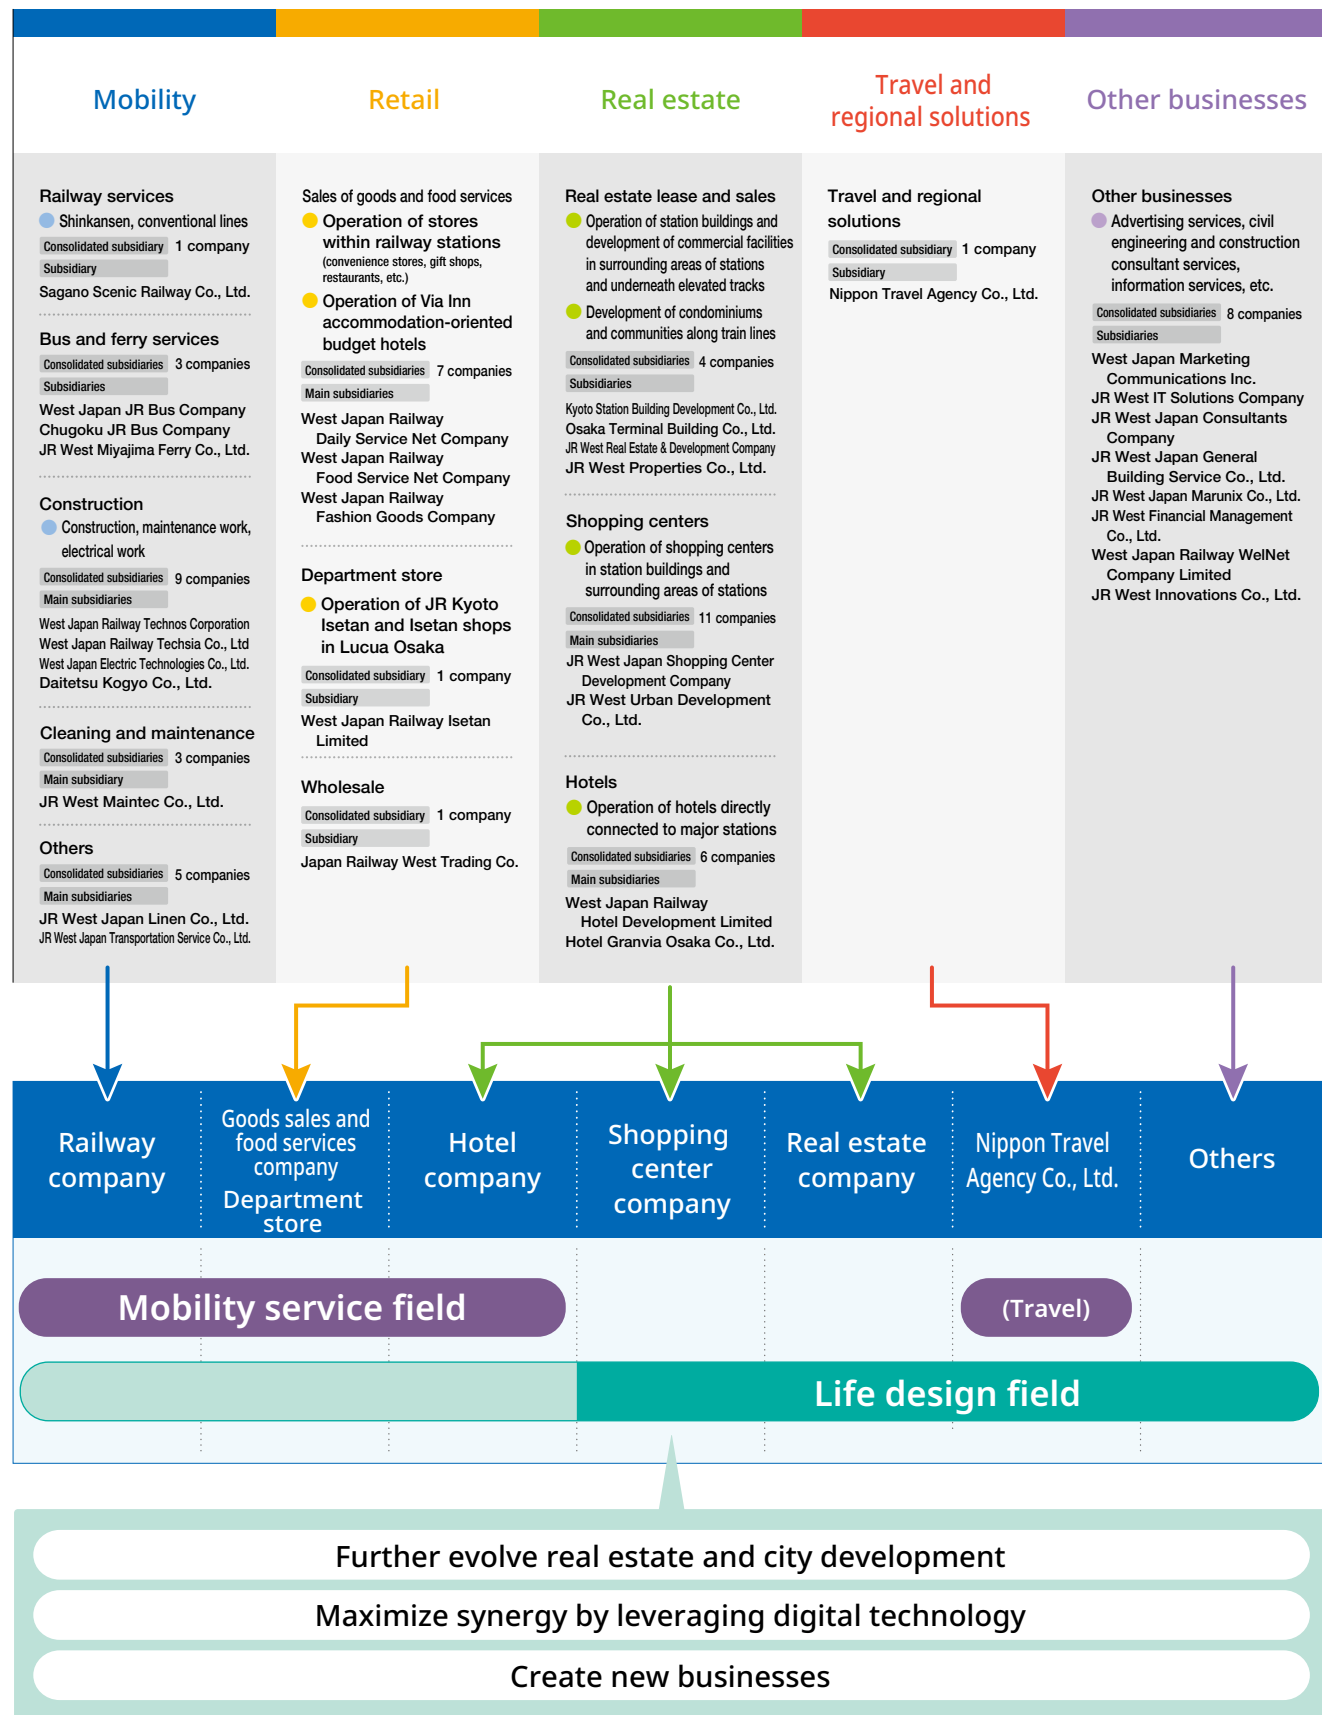 Mobility
Retail
Real estate
Travel and
regional solutions
Other businesses
Railway services
Shinkansen, conventional lines
Consolidated subsidiary 1 company
Subsidiary
Sagano Scenic Railway Co., Ltd.
Bus and ferry services
Consolidated subsidiaries 3 companies
Subsidiaries
West Japan JR Bus Company
Chugoku JR Bus Company
JR West Miyajima Ferry Co., Ltd.
Construction
Construction, maintenance work,
electrical work
Consolidated subsidiaries 9 companies
Main subsidiaries
West Japan Railway Technos Corporation
West Japan Railway Techsia Co., Ltd
West Japan Electric Technologies Co., Ltd.
Daitetsu Kogyo Co., Ltd.
Cleaning and maintenance
Consolidated subsidiaries 3 companies
Main subsidiary
JR West Maintec Co., Ltd.
Others
Consolidated subsidiaries 5 companies
Main subsidiaries
JR West Japan Linen Co., Ltd.
JR West Japan Transportation Service Co., Ltd.
Sales of goods and food services
Operation of stores
within railway stations
(convenience stores, gift shops,
restaurants, etc.)
Operation of Via Inn
accommodation-oriented
budget hotels
Consolidated subsidiaries 7 companies
Main subsidiaries
West Japan Railway
Daily Service Net Company
West Japan Railway
Food Service Net Company
West Japan Railway
Fashion Goods Company
Department store
Operation of JR Kyoto
Isetan and Isetan shops
in Lucua Osaka
Consolidated subsidiary 1 company
Subsidiary
West Japan Railway Isetan
Limited
Wholesale
Consolidated subsidiary 1 company
Subsidiary
Japan Railway West Trading Co.
Real estate lease and sales
Operation of station buildings and
development of commercial facilities
in surrounding areas of stations
and underneath elevated tracks
Development of condominiums
and communities along train lines
Consolidated subsidiaries 4 companies
Subsidiaries
Kyoto Station Building Development Co., Ltd.
Osaka Terminal Building Co., Ltd.
JR West Real Estate & Development Company
JR West Properties Co., Ltd.
Shopping centers
Operation of shopping centers
in station buildings and
surrounding areas of stations
Consolidated subsidiaries 11 companies
Main subsidiaries
JR West Japan Shopping Center
Development Company
JR West Urban Development
Co., Ltd.
Hotels
Operation of hotels directly
connected to major stations
Consolidated subsidiaries 6 companies
Main subsidiaries
West Japan Railway
Hotel Development Limited
Hotel Granvia Osaka Co., Ltd.
Travel and regional
solutions
Consolidated subsidiary 1 company
Subsidiary
Nippon Travel Agency Co., Ltd.
Other businesses
Advertising services, civil
engineering and construction
consultant services,
information services, etc.
Consolidated subsidiaries 8 companies
Subsidiaries
West Japan Marketing
Communications Inc.
JR West IT Solutions Company
JR West Japan Consultants
Company
JR West Japan General
Building Service Co., Ltd.
JR West Japan Marunix Co., Ltd.
JR West Financial Management
Co., Ltd.
West Japan Railway WelNet
Company Limited
JR West Innovations Co., Ltd.
Railway
company
Goods sales and
food services
company
Department
store
Hotel
company
Shopping
center
company
Real estate
company
Nippon Travel
Agency Co., Ltd.
Others
Mobility service field
(Travel)
Life design field
Further evolve real estate and city development
Maximize synergy by leveraging digital technology
Create new businesses